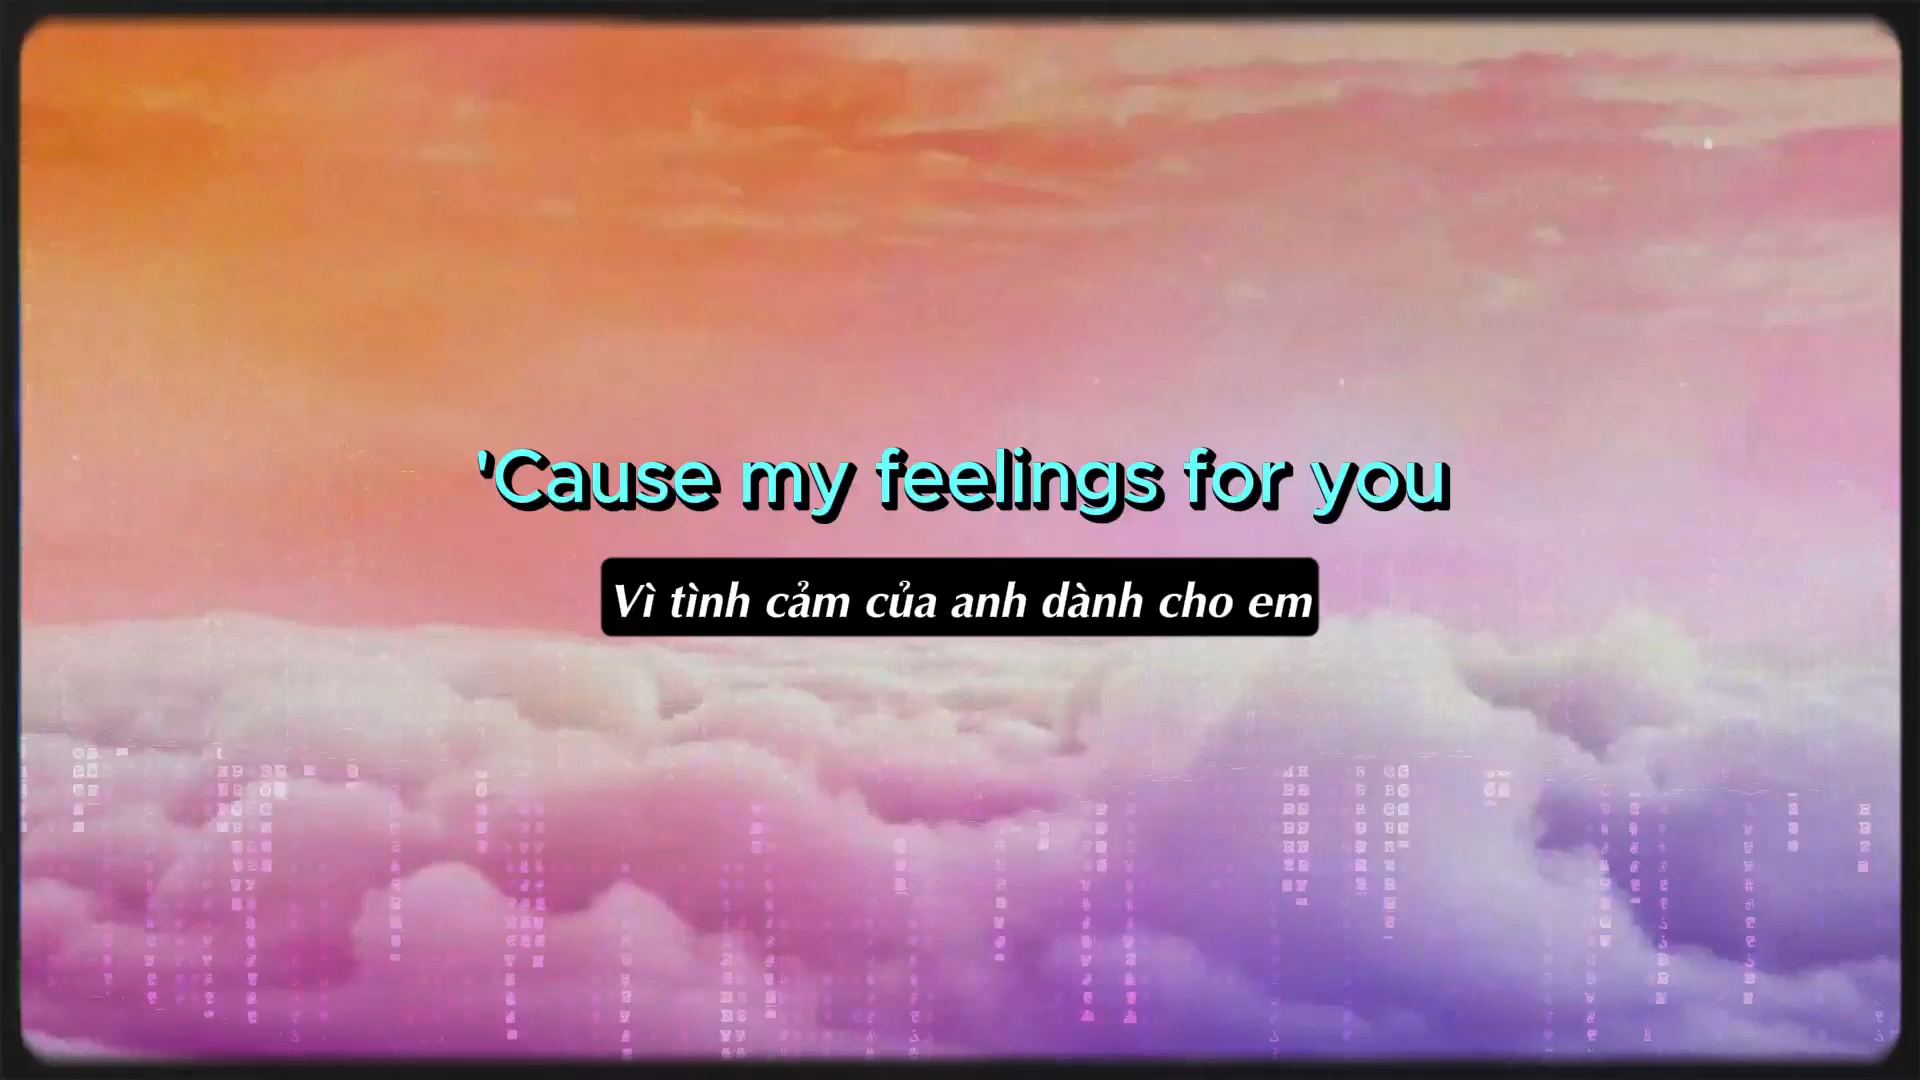 'Cause my feelings for you
Vì tình cảm của anh dành cho em